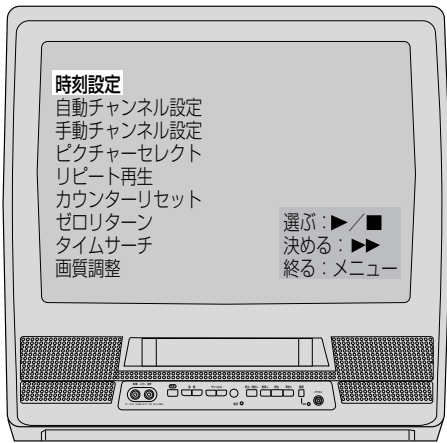 時刻設定
自動チャンネル設定
手動チャンネル設定
ピクチャーセレクト
リピート再生
カウンターリセット
ゼロリターン
タイムサーチ
画質調整
選ぶ：▶／■
決める：▶▶
終る：メニュー